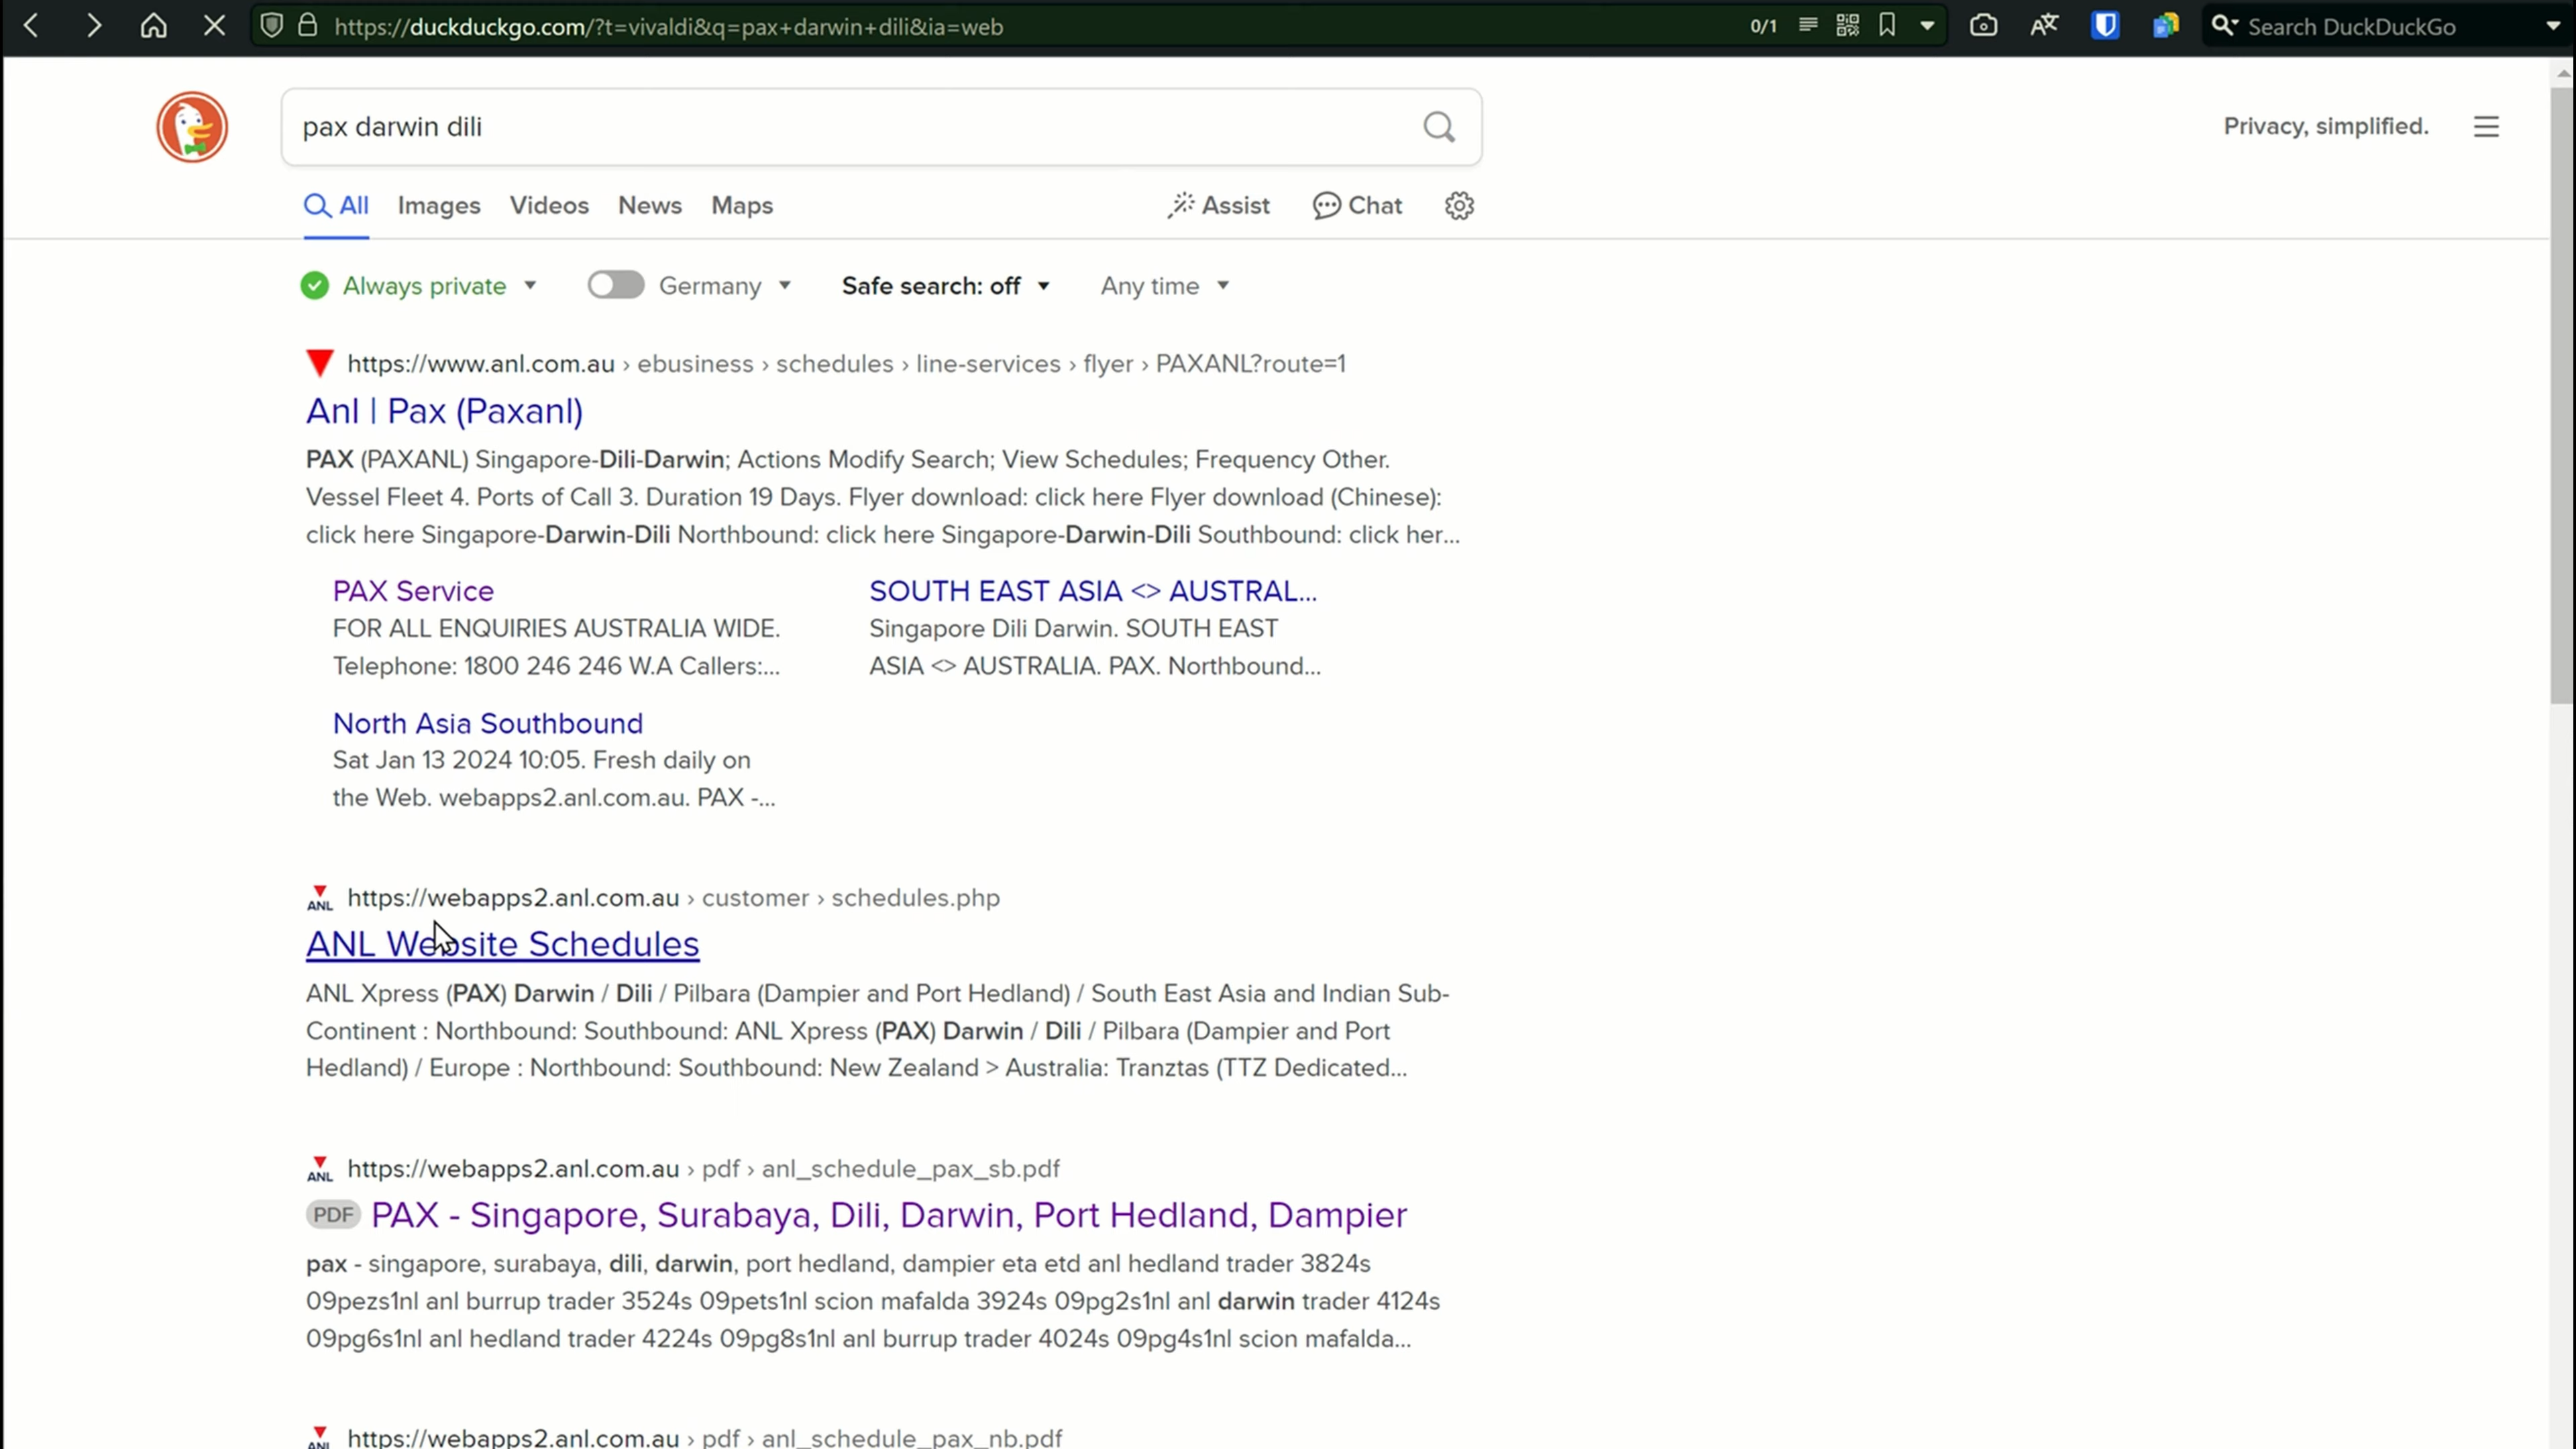 https://duckduckgo.com/?t=vivaldi&q=pax+darwin+dili&ia=web
0/1
Search DuckDuckGo
pax darwin dili
Privacy, simplified.
All Images Videos News Maps
Assist Chat
Always private
Germany
Safe search: off
Any time
https://www.anl.com.au › ebusiness › schedules › line-services › flyer › PAXANL?route=1
Anl | Pax (Paxanl)
PAX (PAXANL) Singapore-Dili-Darwin; Actions Modify Search; View Schedules; Frequency Other.
Vessel Fleet 4. Ports of Call 3. Duration 19 Days. Flyer download: click here Flyer download (Chinese):
click here Singapore-Darwin-Dili Northbound: click here Singapore-Darwin-Dili Southbound: click her...
PAX Service
FOR ALL ENQUIRIES AUSTRALIA WIDE.
Telephone: 1800 246 246 W.A Callers:...
SOUTH EAST ASIA <> AUSTRAL...
Singapore Dili Darwin. SOUTH EAST
ASIA <> AUSTRALIA. PAX. Northbound...
North Asia Southbound
Sat Jan 13 2024 10:05. Fresh daily on
the Web. webapps2.anl.com.au. PAX -...
ANL
https://webapps2.anl.com.au › customer › schedules.php
ANL Website Schedules
ANL Xpress (PAX) Darwin / Dili / Pilbara (Dampier and Port Hedland) / South East Asia and Indian Sub-
Continent : Northbound: Southbound: ANL Xpress (PAX) Darwin / Dili / Pilbara (Dampier and Port
Hedland) / Europe : Northbound: Southbound: New Zealand > Australia: Tranztas (TTZ Dedicated...
ANL
https://webapps2.anl.com.au › pdf › anl_schedule_pax_sb.pdf
PDF PAX - Singapore, Surabaya, Dili, Darwin, Port Hedland, Dampier
pax - singapore, surabaya, dili, darwin, port hedland, dampier eta etd anl hedland trader 3824s
09pezs1nl anl burrup trader 3524s 09pets1nl scion mafalda 3924s 09pg2s1nl anl darwin trader 4124s
09pg6s1nl anl hedland trader 4224s 09pg8s1nl anl burrup trader 4024s 09pg4s1nl scion mafalda...
ANL
https://webapps2.anl.com.au › pdf › anl_schedule_pax_nb.pdf